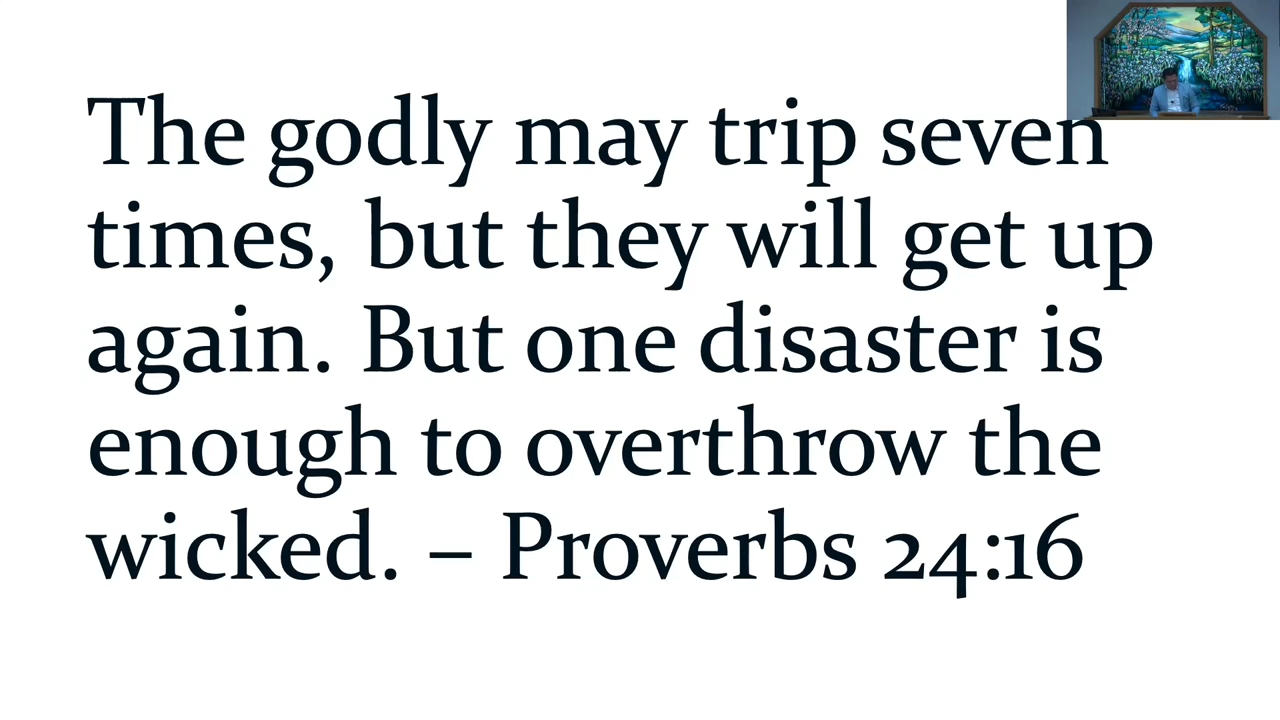 The godly may trip seven
times, but they will get up
again. But one disaster is
enough to overthrow the
wicked. – Proverbs 24:16